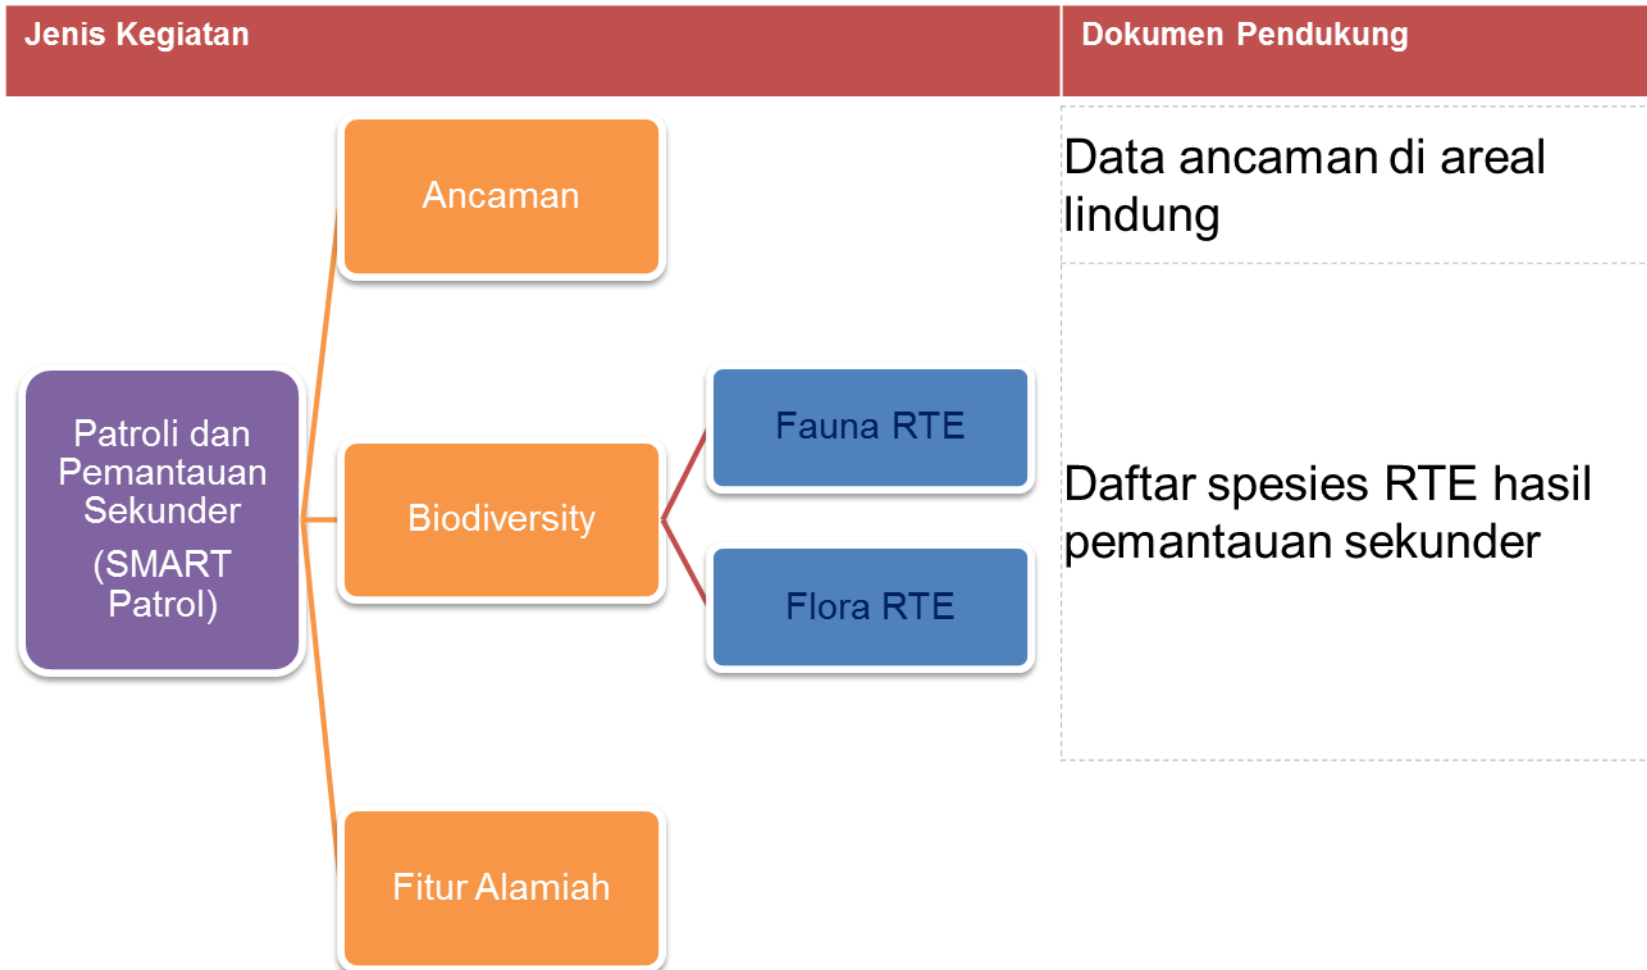 Jenis Kegiatan
Dokumen Pendukung
Ancaman
Data ancaman di areal
lindung
Patroli dan
Pemantauan
Sekunder
(SMART
Patrol)
Biodiversity
Fauna RTE
Flora RTE
Daftar spesies RTE hasil
pemantauan sekunder
Fitur Alamiah